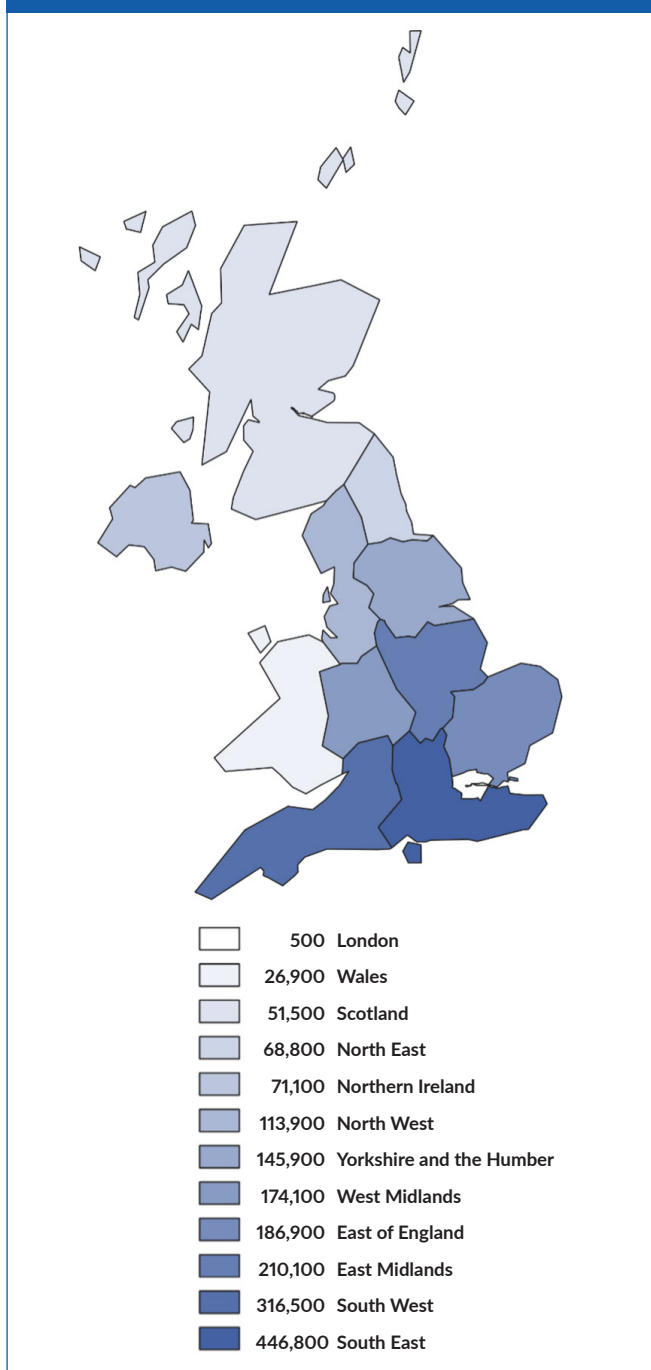 500 London
26,900 Wales
51,500 Scotland
68,800 North East
71,100 Northern Ireland
113,900 North West
145,900 Yorkshire and the Humber
174,100 West Midlands
186,900 East of England
210,100 East Midlands
316,500 South West
446,800 South East